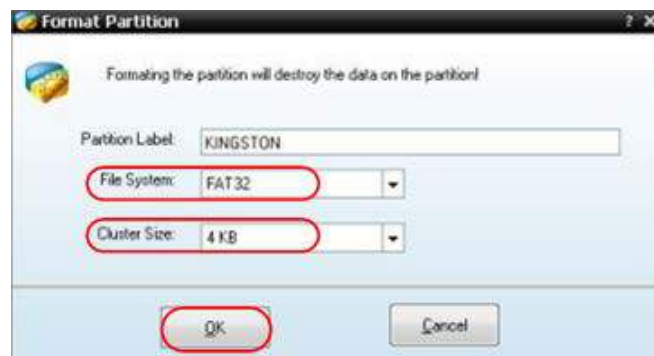 Format Partition ? X
Formating the partition will destroy the data on the partition!
Partition Label: KINGSTON
File System: FAT32
Cluster Size: 4 KB
OK Cancel